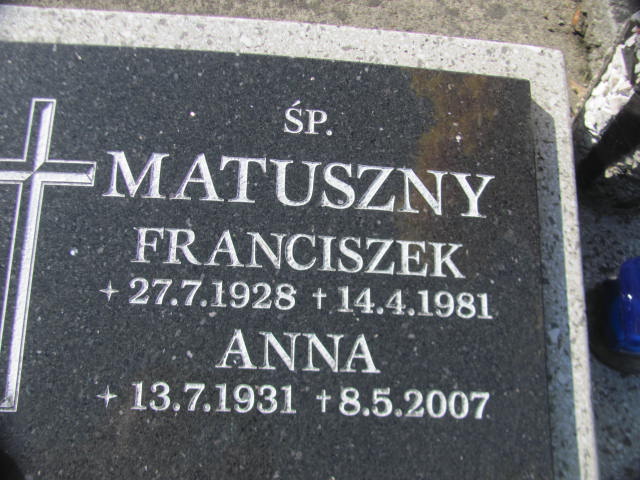 ŚP.
MATUSZNY
FRANCISZEK
+ 27.7.1928 † 14.4.1981
ANNA
+ 13.7.1931 † 8.5.2007